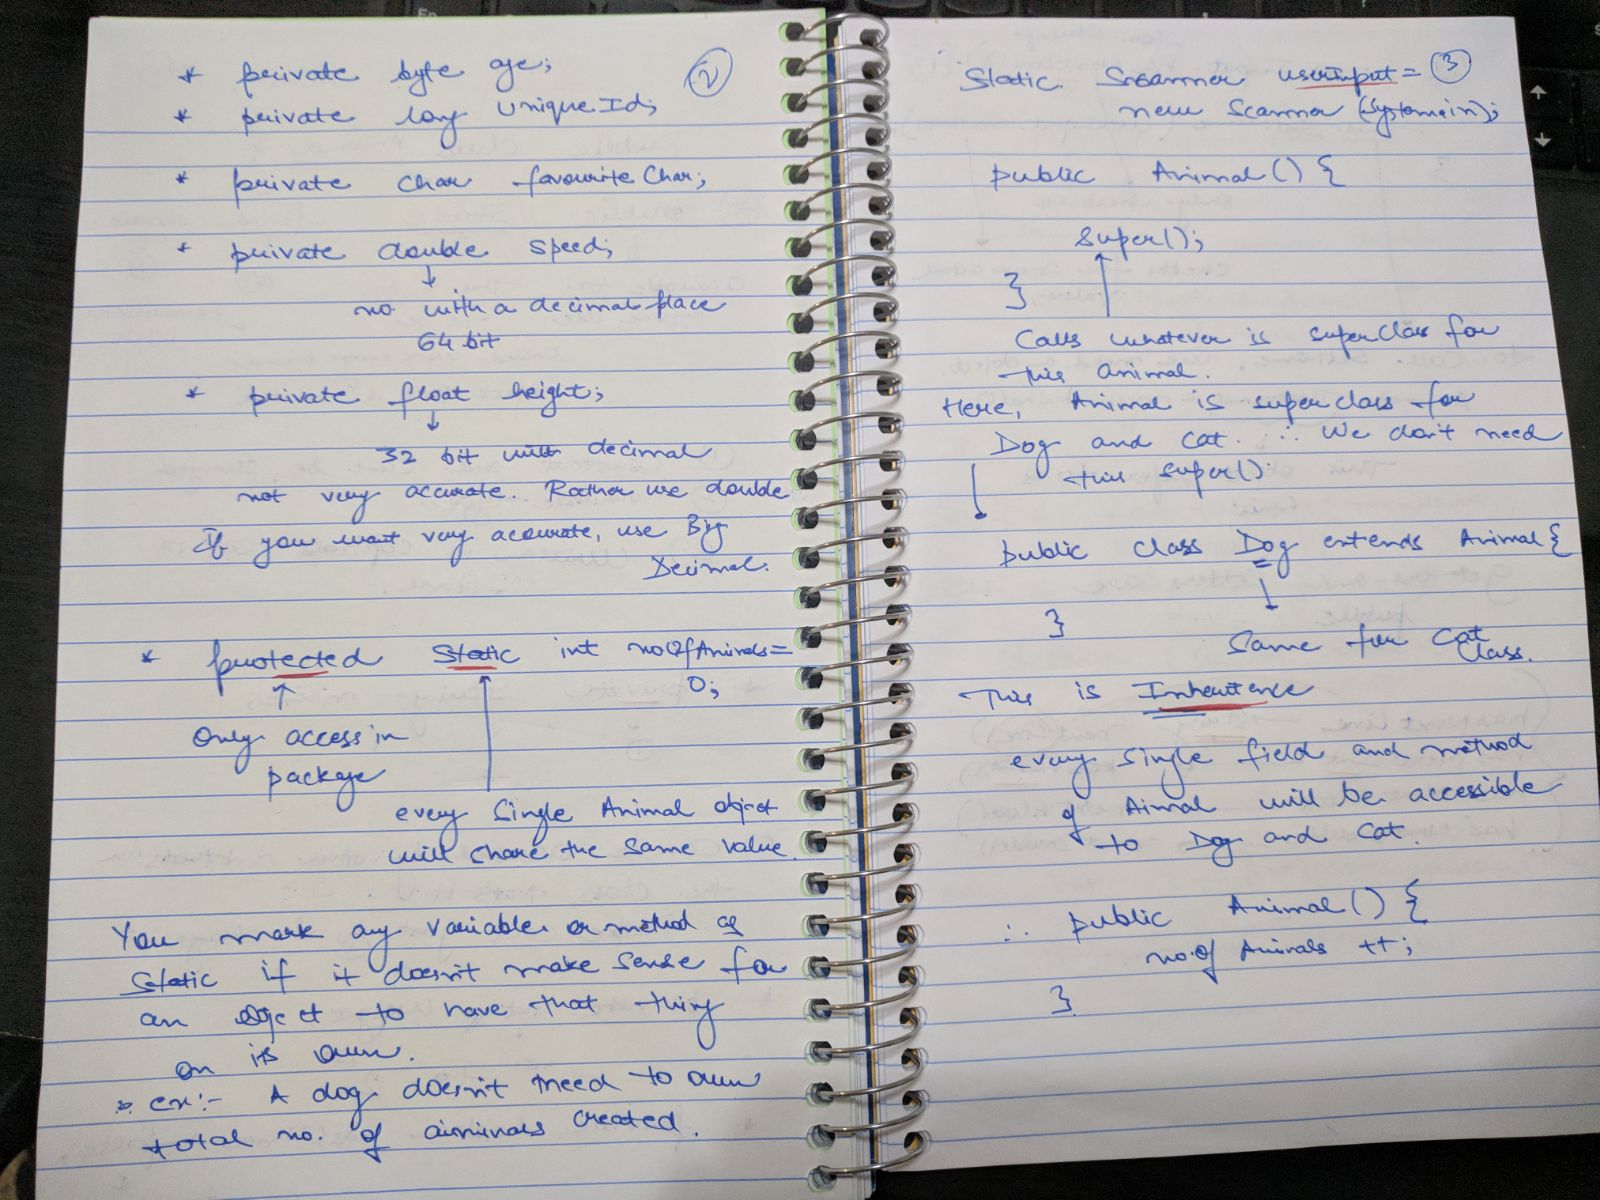 2
* private byte age;
* private long uniqueId;
* private char favourite Char;
* private double speed;
no. with a decimal place
64 bit
* private float height;
32 bit with decimal
not very accurate. Rather use double
If you want very accurate, use Big
Decimal.
* protected static int noOfAnimals =
0;
Only access in
package
every single Animal object
will share the same value.
You mark any variable or method as
static if it doesn't make sense for
an object to have that thing
on its own.
ex:- A dog doesn't need to own
total no. of animals created.
3
Static Scanner userInput =
new Scanner (System.in);
public Animal () {
super();
}
Calls whatever is superclass for
this animal.
Here, Animal is superclass for
Dog and Cat. ∴ We don't need
this super().
public class Dog extends Animal {
}
Same for Cat
Class.
This is Inheritence
every single field and method
of Aimal will be accessible
to Dog and Cat.
∴ public Animal () {
no.of Animals ++;
}